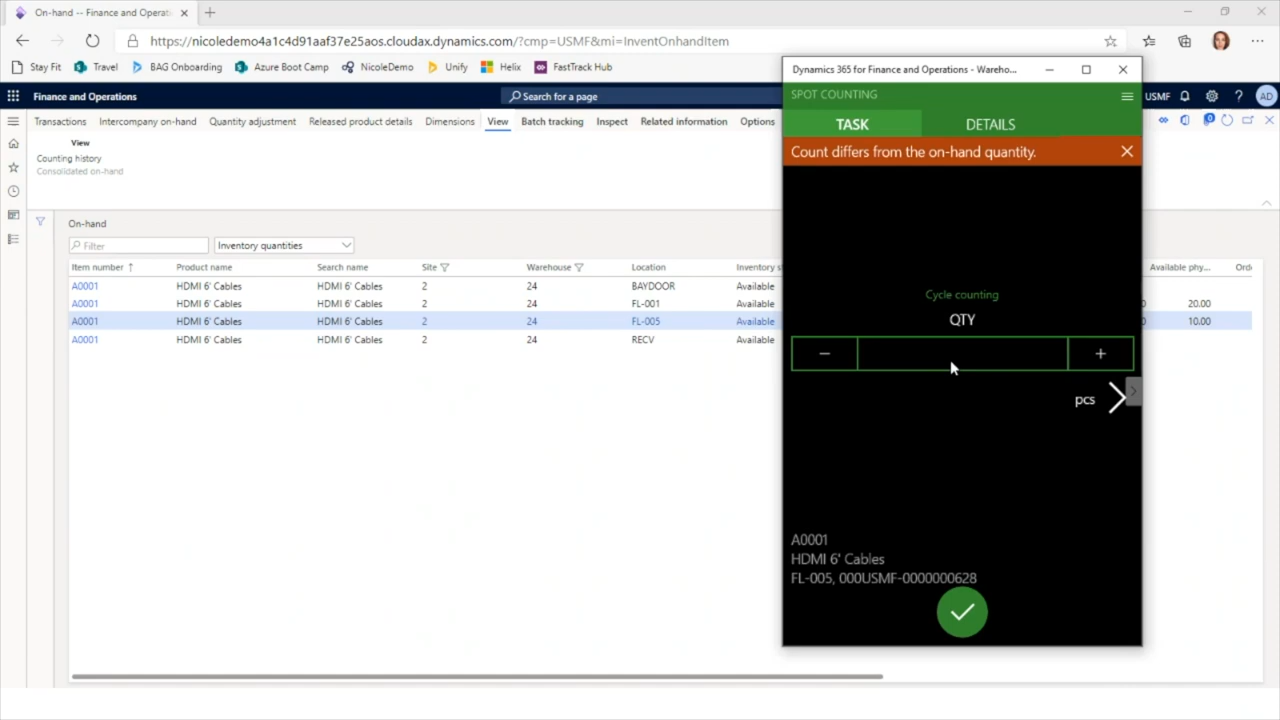 On-hand -- Finance and Operati
https://nicoledemo4a1c4d91aaf37e25aos.cloudax.dynamics.com/?cmp=USMF&mi=InventOnhandItem
Stay Fit Travel BAG Onboarding Azure Boot Camp NicoleDemo Unify Helix FastTrack Hub
Finance and Operations Search for a page USMF ? AD
Transactions Intercompany on-hand Quantity adjustment Released product details Dimensions View Batch tracking Inspect Related information Options
View
Counting history
Consolidated on-hand
On-hand
Filter Inventory quantities
Item number Product name Search name Site Warehouse Location Inventory s Available phy... Ord
A0001 HDMI 6' Cables HDMI 6' Cables 2 24 BAYDOOR Available
A0001 HDMI 6' Cables HDMI 6' Cables 2 24 FL-001 Available 0 20.00
A0001 HDMI 6' Cables HDMI 6' Cables 2 24 FL-005 Available 0 10.00
A0001 HDMI 6' Cables HDMI 6' Cables 2 24 RECV Available
Dynamics 365 for Finance and Operations - Wareho...
SPOT COUNTING
TASK DETAILS
Count differs from the on-hand quantity.
Cycle counting
QTY
− +
pcs
A0001
HDMI 6' Cables
FL-005, 000USMF-0000000628